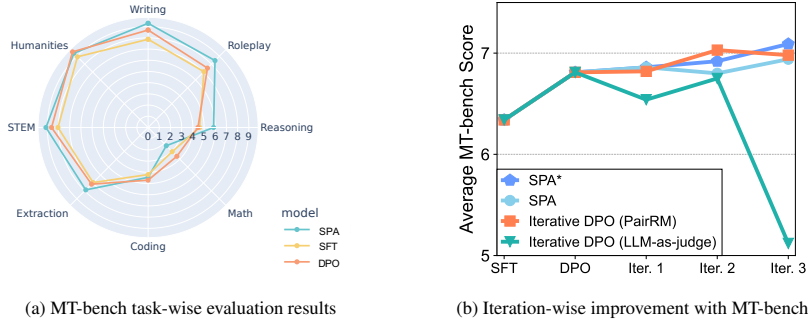 Writing
Humanities
Roleplay
STEM
0 1 2 3 4 5 6 7 8 9
Reasoning
Extraction
Math
Coding
model
SPA
SFT
DPO
(a) MT-bench task-wise evaluation results
Average MT-bench Score
7
6
5
SPA*
SPA
Iterative DPO (PairRM)
Iterative DPO (LLM-as-judge)
SFT DPO Iter. 1 Iter. 2 Iter. 3
(b) Iteration-wise improvement with MT-bench